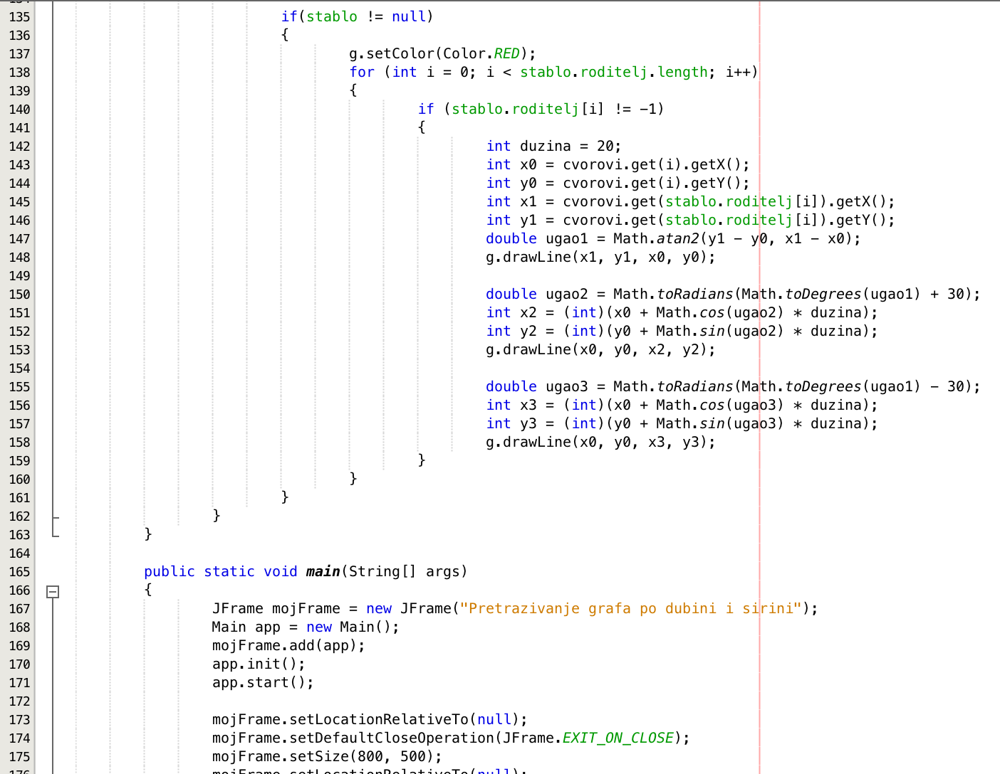 135 if(stablo != null)
136 {
137 g.setColor(Color.RED);
138 for (int i = 0; i < stablo.roditelj.length; i++)
139 {
140 if (stablo.roditelj[i] != −1)
141 {
142 int duzina = 20;
143 int x0 = cvorovi.get(i).getX();
144 int y0 = cvorovi.get(i).getY();
145 int x1 = cvorovi.get(stablo.roditelj[i]).getX();
146 int y1 = cvorovi.get(stablo.roditelj[i]).getY();
147 double ugao1 = Math.atan2(y1 − y0, x1 − x0);
148 g.drawLine(x1, y1, x0, y0);
149
150 double ugao2 = Math.toRadians(Math.toDegrees(ugao1) + 30);
151 int x2 = (int)(x0 + Math.cos(ugao2) * duzina);
152 int y2 = (int)(y0 + Math.sin(ugao2) * duzina);
153 g.drawLine(x0, y0, x2, y2);
154
155 double ugao3 = Math.toRadians(Math.toDegrees(ugao1) − 30);
156 int x3 = (int)(x0 + Math.cos(ugao3) * duzina);
157 int y3 = (int)(y0 + Math.sin(ugao3) * duzina);
158 g.drawLine(x0, y0, x3, y3);
159 }
160 }
161 }
162 }
163 }
164
165 public static void main(String[] args)
166 {
167 JFrame mojFrame = new JFrame("Pretrazivanje grafa po dubini i sirini");
168 Main app = new Main();
169 mojFrame.add(app);
170 app.init();
171 app.start();
172
173 mojFrame.setLocationRelativeTo(null);
174 mojFrame.setDefaultCloseOperation(JFrame.EXIT_ON_CLOSE);
175 mojFrame.setSize(800, 500);
176 mojFrame.setLocationRelativeTo(null);